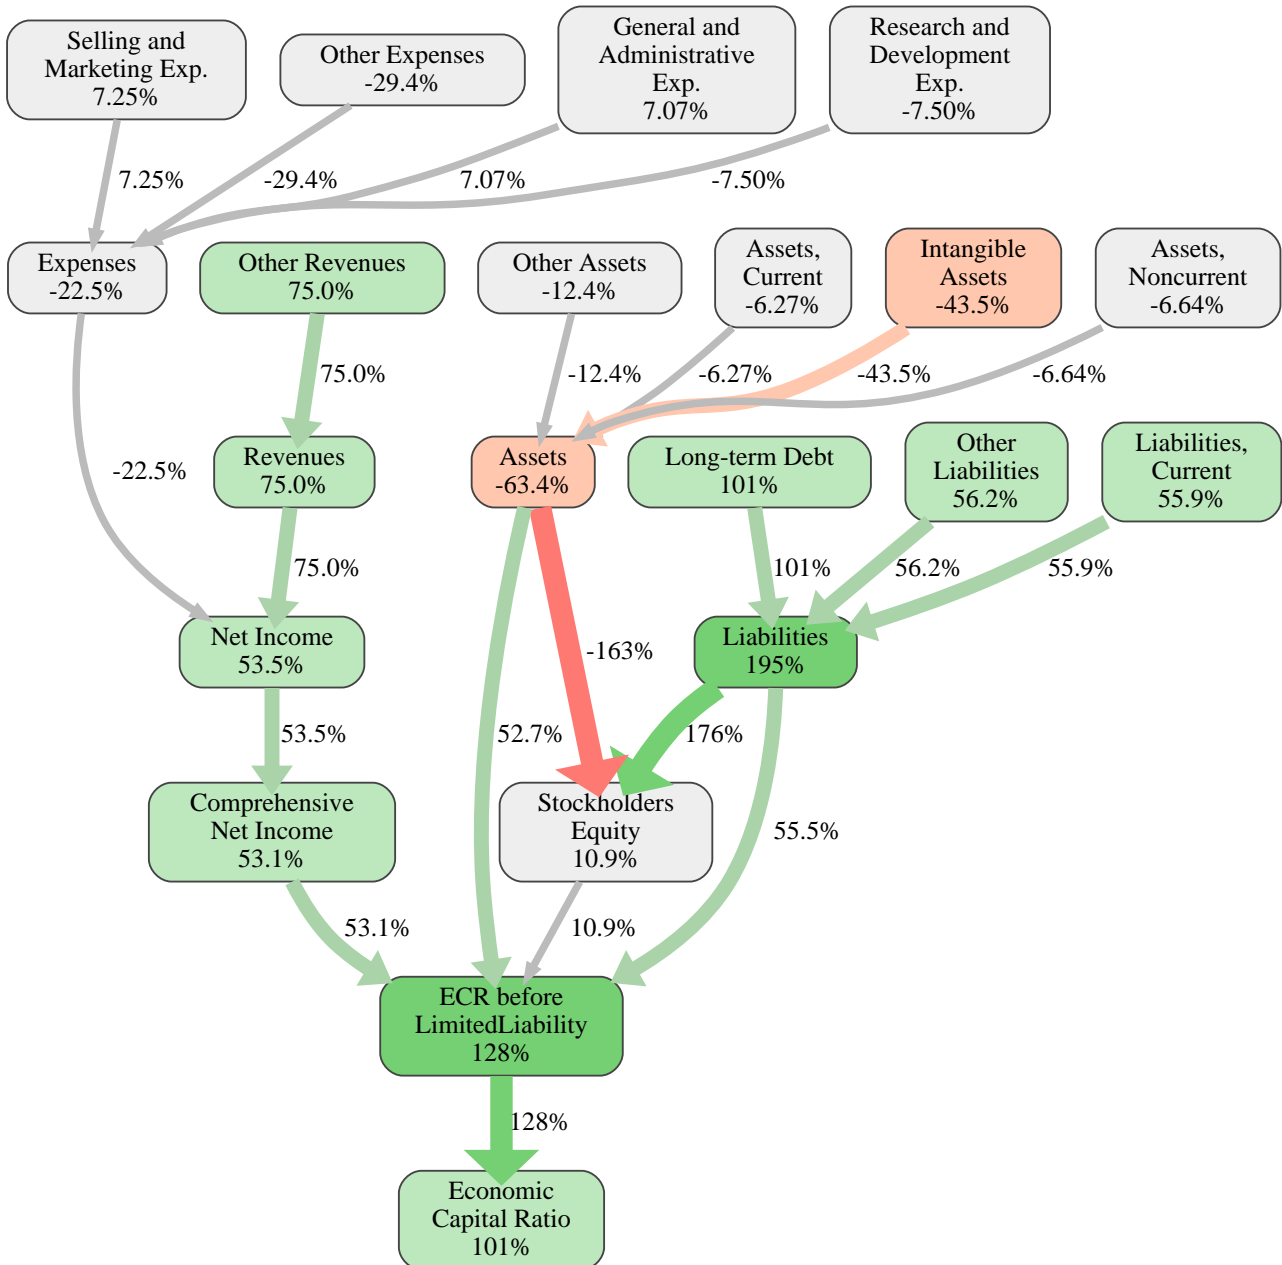 Selling and
Marketing Exp.
7.25%
Other Expenses
-29.4%
General and
Administrative
Exp.
7.07%
Research and
Development
Exp.
-7.50%
7.25%
-29.4%
7.07%
-7.50%
Expenses
-22.5%
Other Revenues
75.0%
Other Assets
-12.4%
Assets,
Current
-6.27%
Intangible
Assets
-43.5%
Assets,
Noncurrent
-6.64%
75.0%
-12.4%
-6.27%
-43.5%
-6.64%
-22.5%
Revenues
75.0%
Assets
-63.4%
Long-term Debt
101%
Other
Liabilities
56.2%
Liabilities,
Current
55.9%
75.0%
101%
56.2%
55.9%
Net Income
53.5%
-163%
Liabilities
195%
53.5%
52.7%
176%
Comprehensive
Net Income
53.1%
Stockholders
Equity
10.9%
55.5%
53.1%
10.9%
ECR before
LimitedLiability
128%
128%
Economic
Capital Ratio
101%